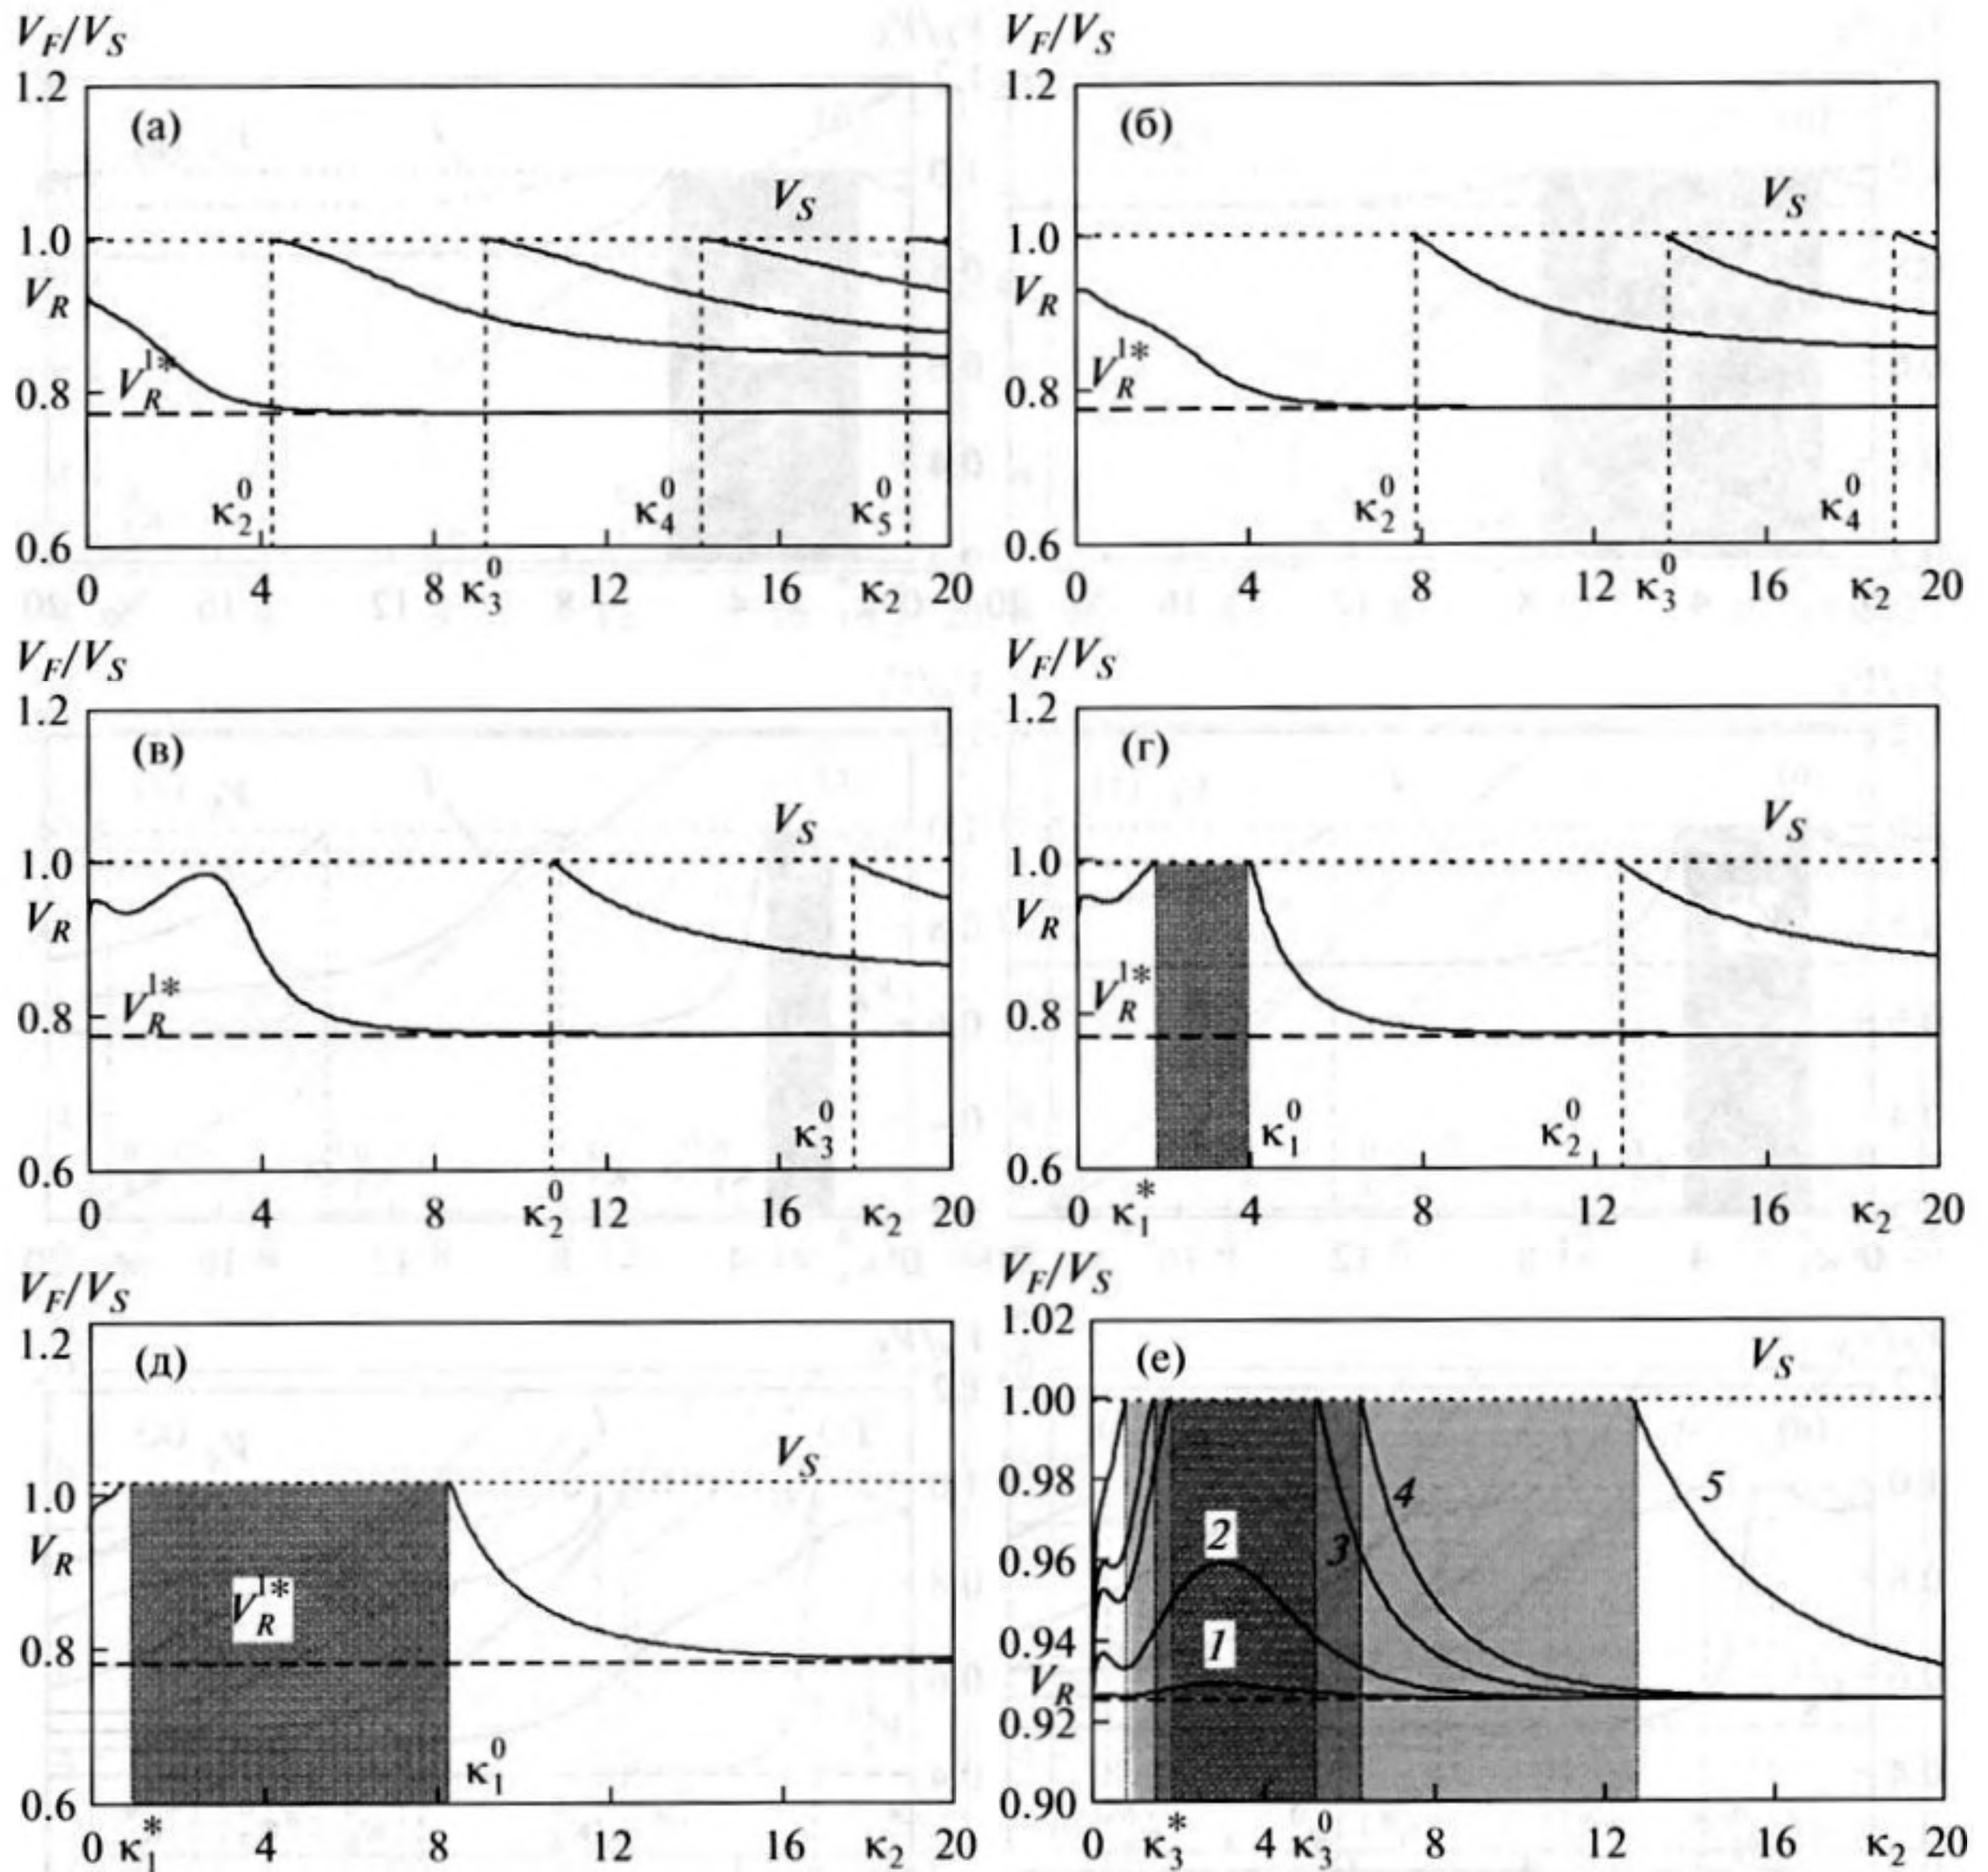 V_F/V_S
1.2
(а)
V_S
1.0
V_R
V_R^{1*}
0.8
κ_2^0
κ_4^0
κ_5^0
0.6
0 4 8 κ_3^0 12 16 κ_2 20
V_F/V_S
1.2
(б)
V_S
1.0
V_R
V_R^{1*}
0.8
κ_2^0
κ_4^0
0.6
0 4 8 12 κ_3^0 16 κ_2 20
V_F/V_S
1.2
(в)
V_S
1.0
V_R
V_R^{1*}
0.8
κ_3^0
0.6
0 4 8 κ_2^0 12 16 κ_2 20
V_F/V_S
1.2
(г)
V_S
1.0
V_R
V_R^{1*}
0.8
κ_1^0
κ_2^0
0.6
0 κ_1^* 4 8 12 16 κ_2 20
V_F/V_S
1.2
(д)
V_S
1.0
V_R
V_R^{1*}
0.8
κ_1^0
0.6
0 κ_1^* 4 8 12 16 κ_2 20
V_F/V_S
1.02
(е)
V_S
1.00
0.98
4
5
2
3
0.96
1
0.94
V_R
0.92
0.90
0 κ_3^* 4 κ_3^0 8 12 16 κ_2 20